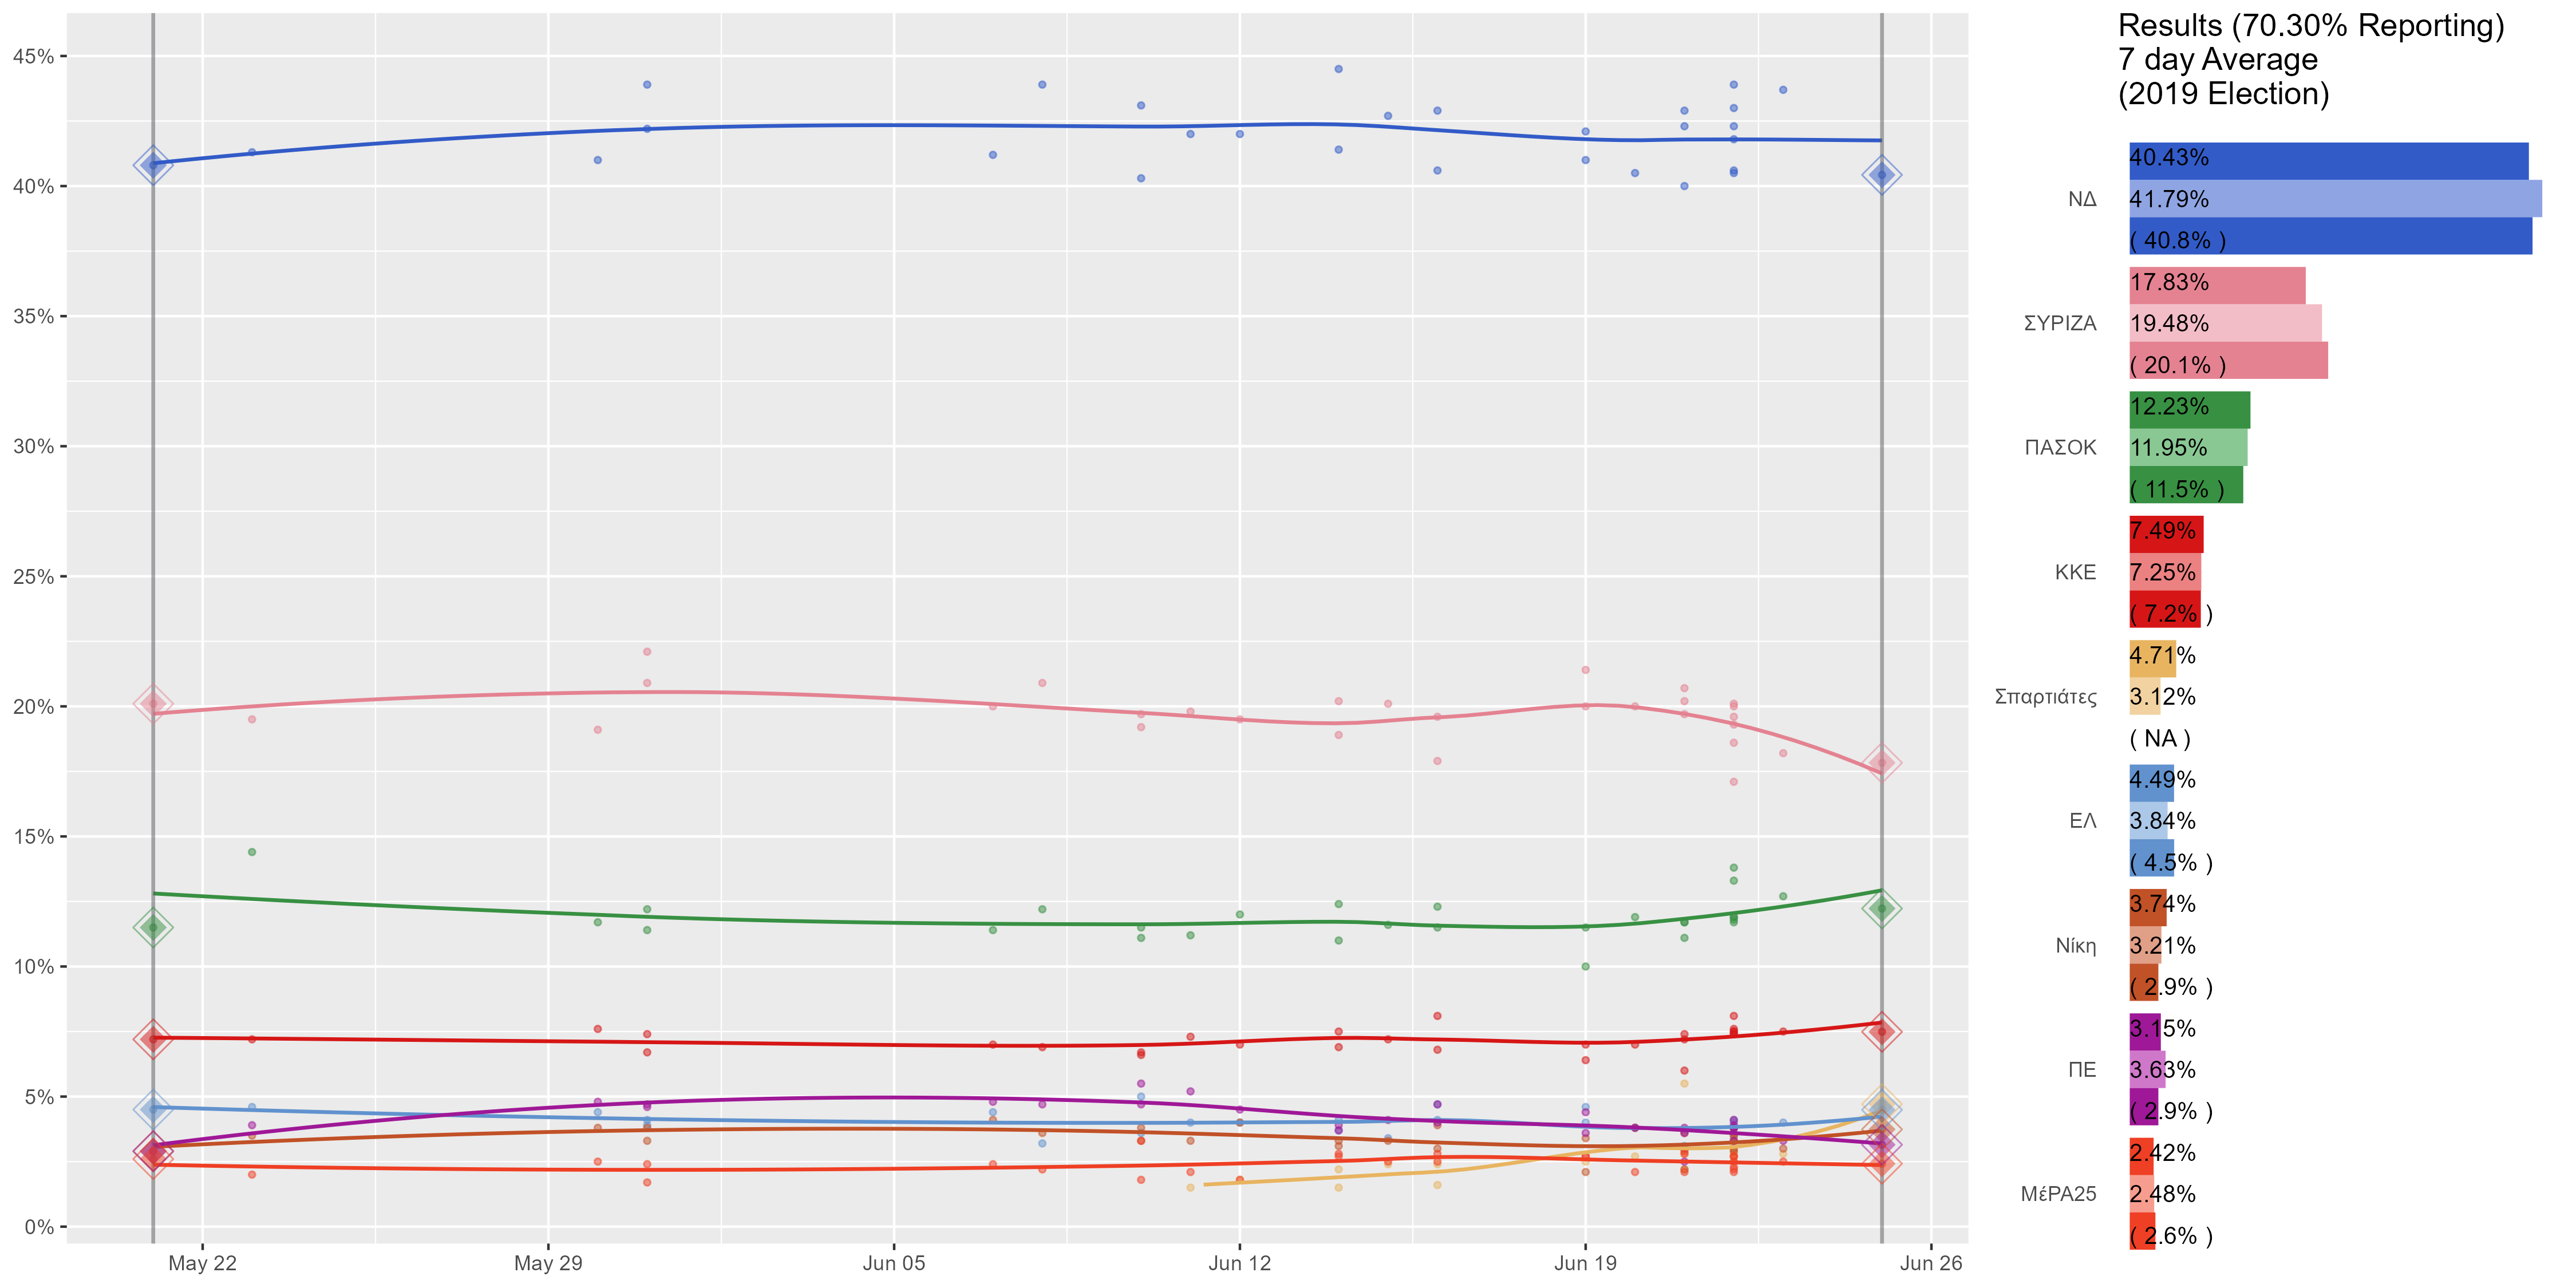 45%
40%
35%
30%
25%
20%
15%
10%
5%
0%
May 22
May 29
Jun 05
Jun 12
Jun 19
Jun 26
Results (70.30% Reporting)
7 day Average
(2019 Election)
ΝΔ
40.43%
41.79%
( 40.8% )
ΣΥΡΙΖΑ
17.83%
19.48%
( 20.1% )
ΠΑΣΟΚ
12.23%
11.95%
( 11.5% )
ΚΚΕ
7.49%
7.25%
( 7.2% )
Σπαρτιάτες
4.71%
3.12%
( NA )
ΕΛ
4.49%
3.84%
( 4.5% )
Νίκη
3.74%
3.21%
( 2.9% )
ΠΕ
3.15%
3.63%
( 2.9% )
ΜέΡΑ25
2.42%
2.48%
( 2.6% )